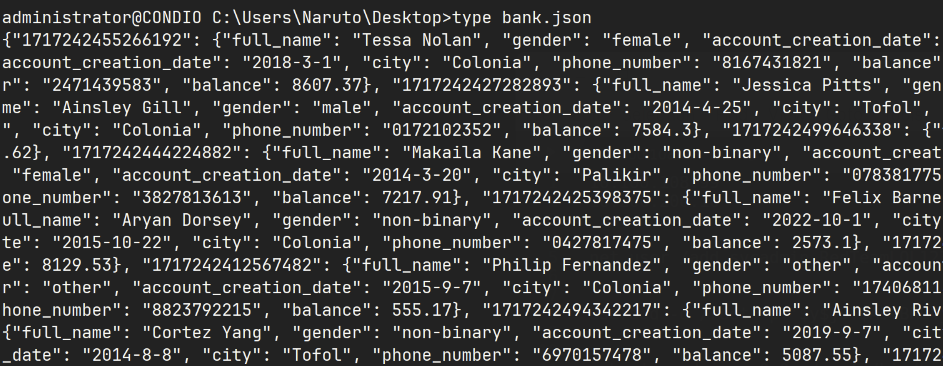 administrator@CONDIO C:\Users\Naruto\Desktop>type bank.json
{"1717242455266192": {"full_name": "Tessa Nolan", "gender": "female", "account_creation_date":
account_creation_date": "2018-3-1", "city": "Colonia", "phone_number": "8167431821", "balance"
r": "2471439583", "balance": 8607.37}, "1717242427282893": {"full_name": "Jessica Pitts", "gen
me": "Ainsley Gill", "gender": "male", "account_creation_date": "2014-4-25", "city": "Tofol",
", "city": "Colonia", "phone_number": "0172102352", "balance": 7584.3}, "1717242499646338": {"
.62}, "1717242444224882": {"full_name": "Makaila Kane", "gender": "non-binary", "account_creat
"female", "account_creation_date": "2014-3-20", "city": "Palikir", "phone_number": "078381775
one_number": "3827813613", "balance": 7217.91}, "1717242425398375": {"full_name": "Felix Barne
ull_name": "Aryan Dorsey", "gender": "non-binary", "account_creation_date": "2022-10-1", "city
te": "2015-10-22", "city": "Colonia", "phone_number": "0427817475", "balance": 2573.1}, "17172
e": 8129.53}, "1717242412567482": {"full_name": "Philip Fernandez", "gender": "other", "accoun
r": "other", "account_creation_date": "2015-9-7", "city": "Colonia", "phone_number": "17406811
hone_number": "8823792215", "balance": 555.17}, "1717242494342217": {"full_name": "Ainsley Riv
{"full_name": "Cortez Yang", "gender": "non-binary", "account_creation_date": "2019-9-7", "cit
_date": "2014-8-8", "city": "Tofol", "phone_number": "6970157478", "balance": 5087.55}, "17172